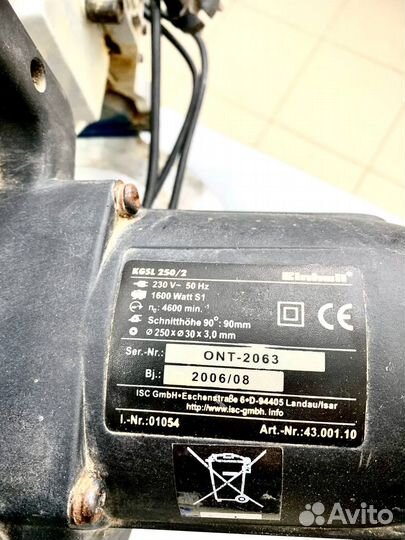 KGSL 250/2
Einhell
230 V~ 50 Hz
1600 Watt S1
n₀: 4600 min.⁻¹
Schnitthöhe 90°: 90mm
Ø 250 x Ø 30 x 3,0 mm
CE
Ser.-Nr.: ONT-2063
Bj.: 2006/08
ISC GmbH•Eschenstraße 6•D-94405 Landau/Isar
http://www.isc-gmbh.info
I.-Nr.:01054
Art.-Nr.:43.001.10
Avito